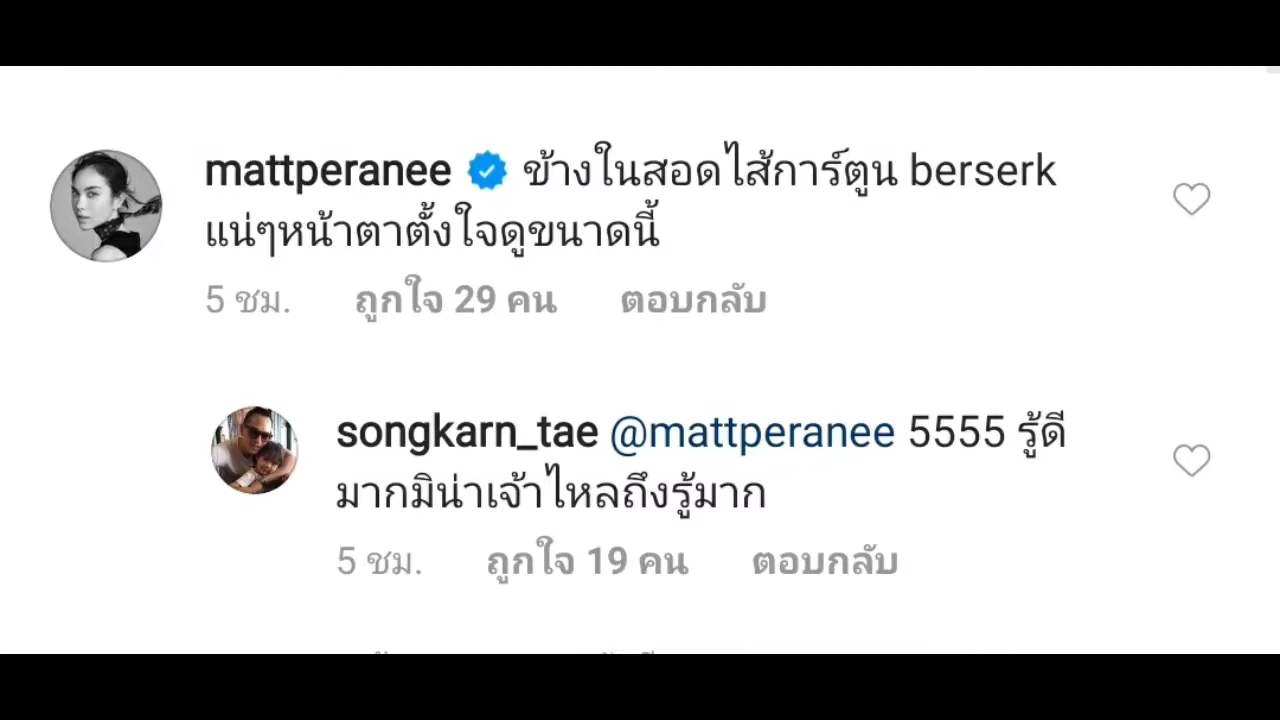 mattperanee ข้างในสอดไส้การ์ตูน berserk
แน่ๆหน้าตาตั้งใจดูขนาดนี้
5 ชม. ถูกใจ 29 คน ตอบกลับ
songkarn_tae @mattperanee 5555 รู้ดี
มากมิน่าเจ้าไหลถึงรู้มาก
5 ชม. ถูกใจ 19 คน ตอบกลับ